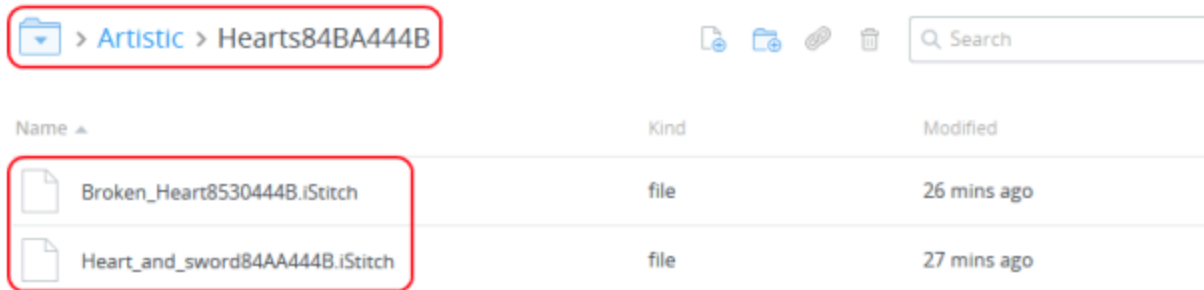 > Artistic > Hearts84BA444B
Search
Name Kind Modified
Broken_Heart8530444B.iStitch file 26 mins ago
Heart_and_sword84AA444B.iStitch file 27 mins ago